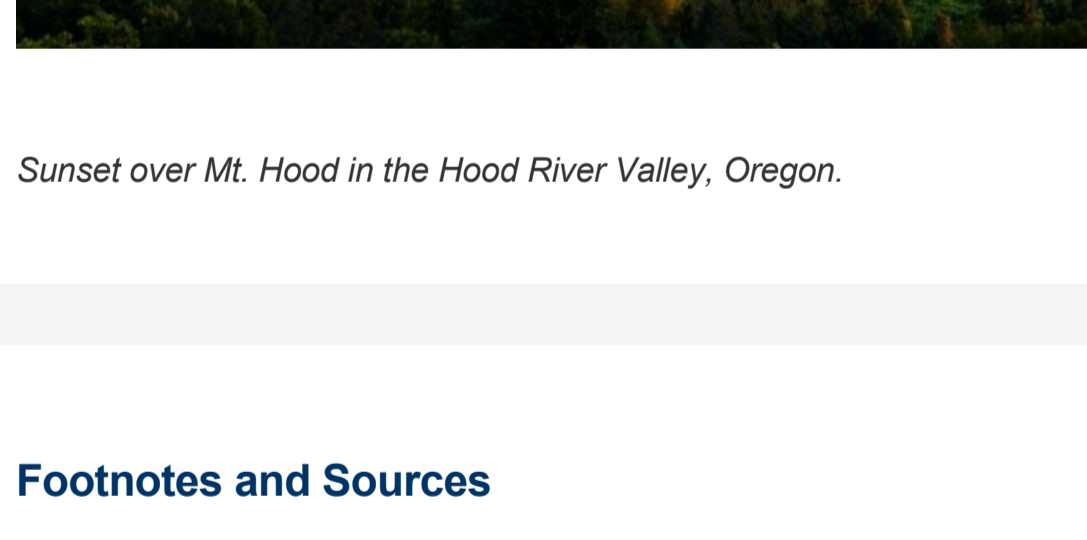 Sunset over Mt. Hood in the Hood River Valley, Oregon.
Footnotes and Sources